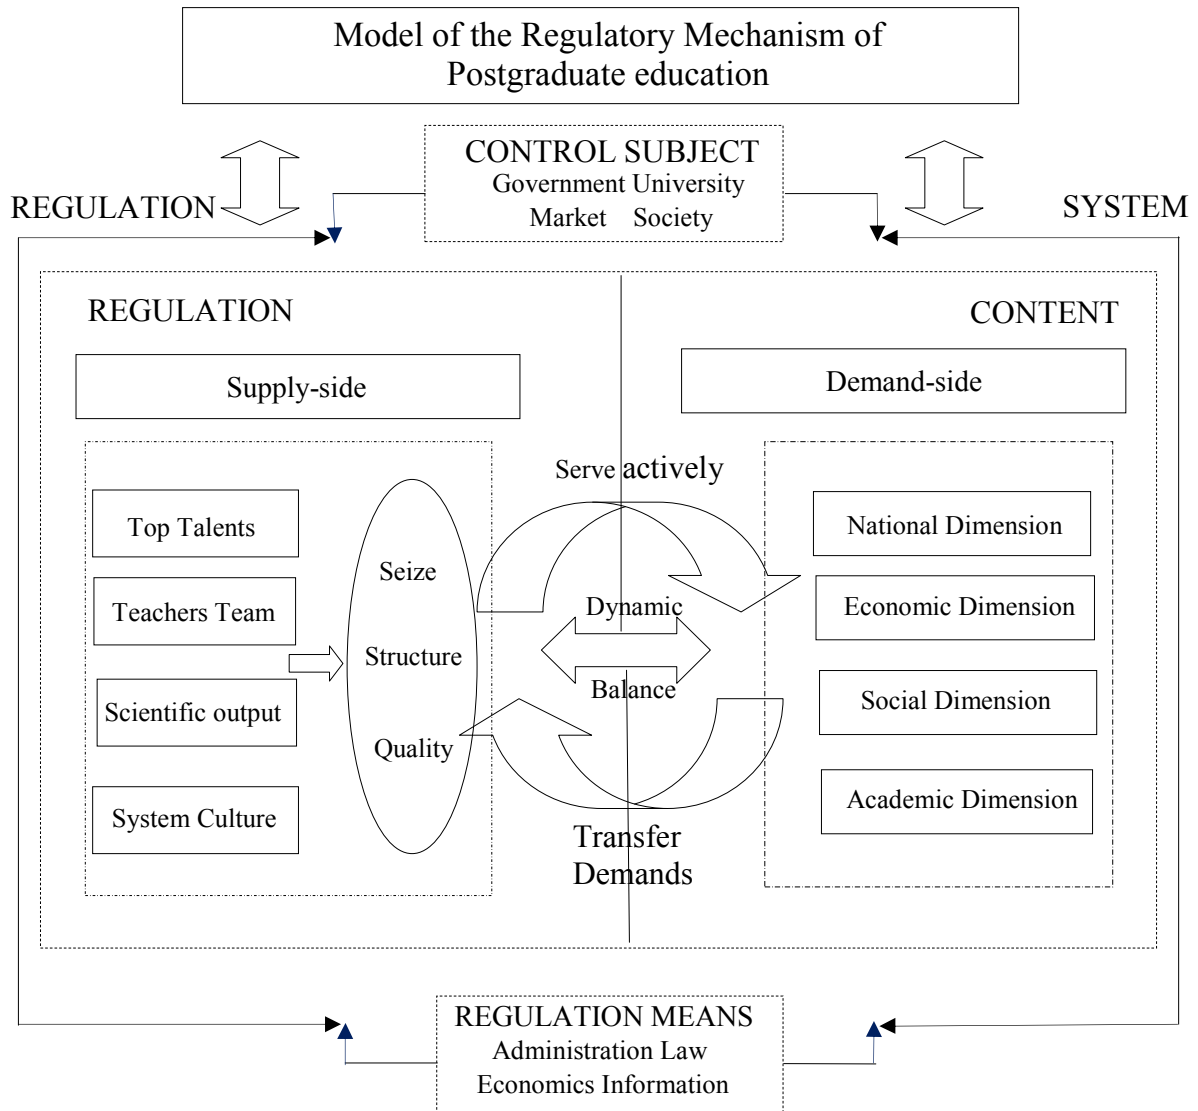 Model of the Regulatory Mechanism of
Postgraduate education
CONTROL SUBJECT
Government University
Market Society
REGULATION
SYSTEM
REGULATION
CONTENT
Supply-side
Demand-side
Serve actively
Top Talents
Teachers Team
Scientific output
System Culture
Seize
Structure
Quality
Dynamic
Balance
National Dimension
Economic Dimension
Social Dimension
Academic Dimension
Transfer
Demands
REGULATION MEANS
Administration Law
Economics Information